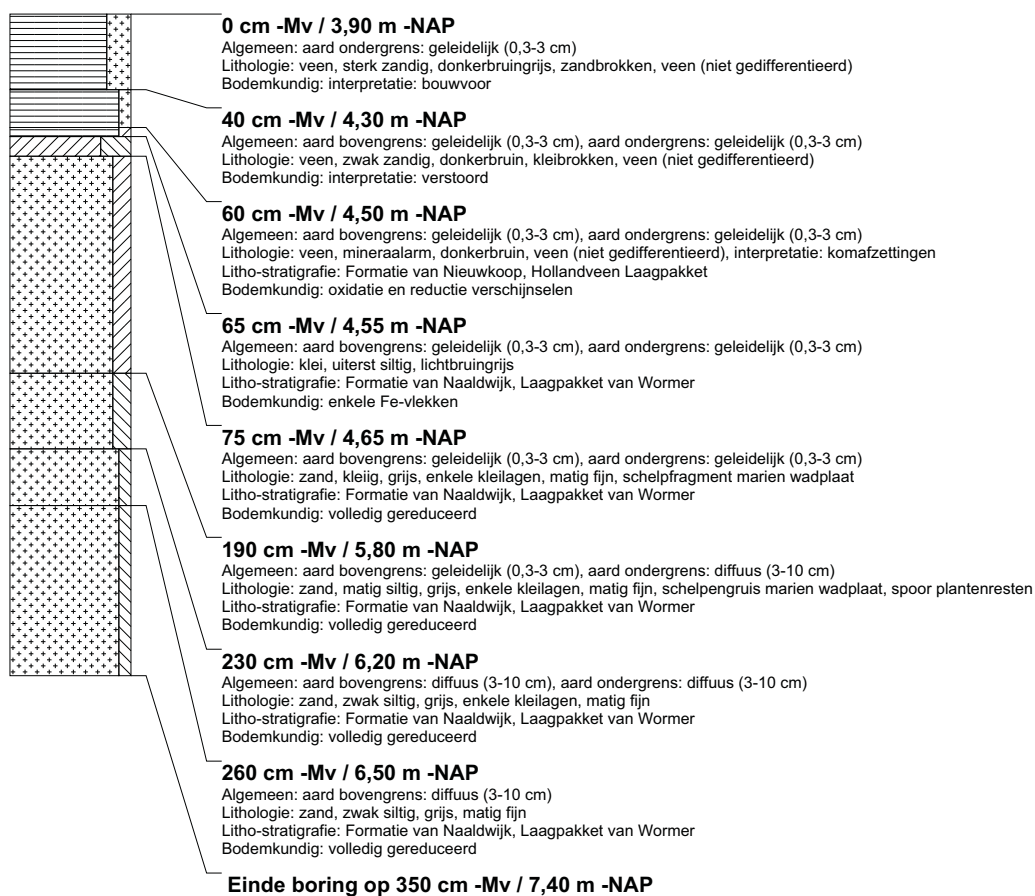 0 cm -Mv / 3,90 m -NAP
Algemeen: aard ondergrens: geleidelijk (0,3-3 cm)
Lithologie: veen, sterk zandig, donkerbruingrijs, zandbrokken, veen (niet gedifferentieerd)
Bodemkundig: interpretatie: bouwvoor
40 cm -Mv / 4,30 m -NAP
Algemeen: aard bovengrens: geleidelijk (0,3-3 cm), aard ondergrens: geleidelijk (0,3-3 cm)
Lithologie: veen, zwak zandig, donkerbruin, kleibrokken, veen (niet gedifferentieerd)
Bodemkundig: interpretatie: verstoord
60 cm -Mv / 4,50 m -NAP
Algemeen: aard bovengrens: geleidelijk (0,3-3 cm), aard ondergrens: geleidelijk (0,3-3 cm)
Lithologie: veen, mineraalarm, donkerbruin, veen (niet gedifferentieerd), interpretatie: komafzettingen
Litho-stratigrafie: Formatie van Nieuwkoop, Hollandveen Laagpakket
Bodemkundig: oxidatie en reductie verschijnselen
65 cm -Mv / 4,55 m -NAP
Algemeen: aard bovengrens: geleidelijk (0,3-3 cm), aard ondergrens: geleidelijk (0,3-3 cm)
Lithologie: klei, uiterst siltig, lichtbruingrijs
Litho-stratigrafie: Formatie van Naaldwijk, Laagpakket van Wormer
Bodemkundig: enkele Fe-vlekken
75 cm -Mv / 4,65 m -NAP
Algemeen: aard bovengrens: geleidelijk (0,3-3 cm), aard ondergrens: geleidelijk (0,3-3 cm)
Lithologie: zand, kleiig, grijs, enkele kleilagen, matig fijn, schelpfragment marien wadplaat
Litho-stratigrafie: Formatie van Naaldwijk, Laagpakket van Wormer
Bodemkundig: volledig gereduceerd
190 cm -Mv / 5,80 m -NAP
Algemeen: aard bovengrens: geleidelijk (0,3-3 cm), aard ondergrens: diffuus (3-10 cm)
Lithologie: zand, matig siltig, grijs, enkele kleilagen, matig fijn, schelpengruis marien wadplaat, spoor plantenresten
Litho-stratigrafie: Formatie van Naaldwijk, Laagpakket van Wormer
Bodemkundig: volledig gereduceerd
230 cm -Mv / 6,20 m -NAP
Algemeen: aard bovengrens: diffuus (3-10 cm), aard ondergrens: diffuus (3-10 cm)
Lithologie: zand, zwak siltig, grijs, enkele kleilagen, matig fijn
Litho-stratigrafie: Formatie van Naaldwijk, Laagpakket van Wormer
Bodemkundig: volledig gereduceerd
260 cm -Mv / 6,50 m -NAP
Algemeen: aard bovengrens: diffuus (3-10 cm)
Lithologie: zand, zwak siltig, grijs, matig fijn
Litho-stratigrafie: Formatie van Naaldwijk, Laagpakket van Wormer
Bodemkundig: volledig gereduceerd
Einde boring op 350 cm -Mv / 7,40 m -NAP